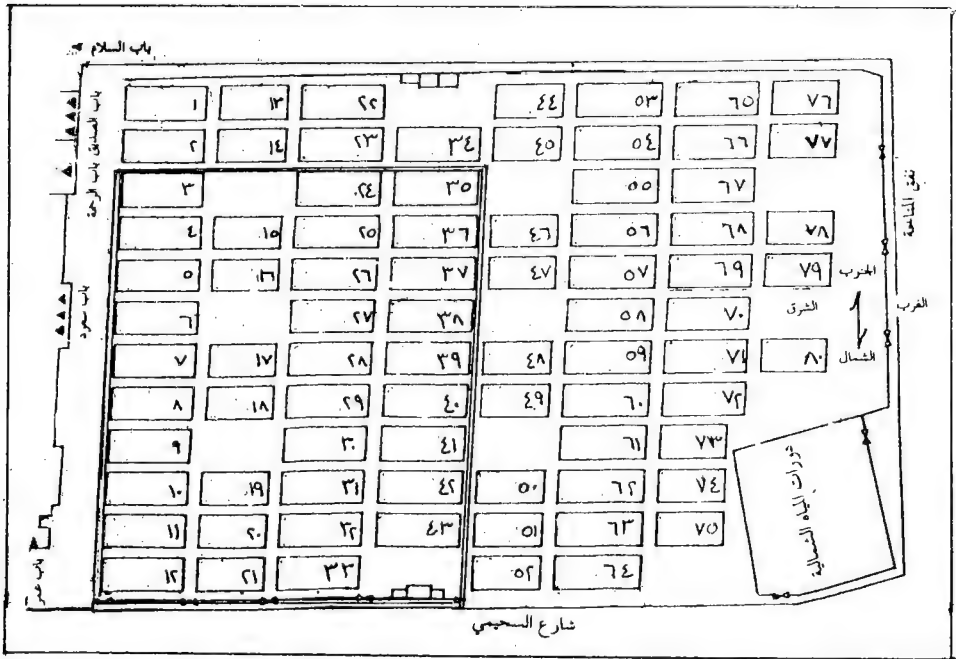 باب السلام
باب الصديق
باب الرحمة
باب سعود
باب عمر
١ ١٣ ٢٢ ٤٤ ٥٣ ٦٥ ٧٦
٢ ١٤ ٢٣ ٣٤ ٤٥ ٥٤ ٦٦ ٧٧
٣ ٢٤ ٣٥ ٥٥ ٦٧
٤ ١٥ ٢٥ ٣٦ ٤٦ ٥٦ ٦٨ ٧٨
٥ ١٦ ٢٦ ٣٧ ٤٧ ٥٧ ٦٩ ٧٩
٦ ٢٧ ٣٨ ٥٨ ٧٠
٧ ١٧ ٢٨ ٣٩ ٤٨ ٥٩ ٧١ ٨٠
٨ ١٨ ٢٩ ٤٠ ٤٩ ٦٠ ٧٢
٩ ٣٠ ٤١ ٦١ ٧٣
١٠ ١٩ ٣١ ٤٢ ٥٠ ٦٢ ٧٤
١١ ٢٠ ٣٢ ٤٣ ٥١ ٦٣ ٧٥
١٢ ٢١ ٣٣ ٥٢ ٦٤
نفق المناخة
الجنوب
الشرق
الغرب
الشمال
دورات المياه الشمالية
شارع السحيمي